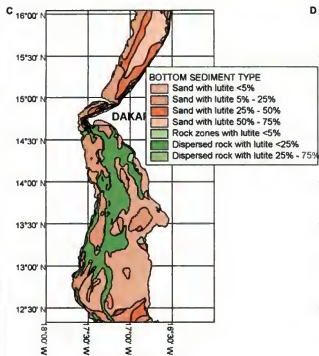 C
D
16°00' N
15°30' N
15°00' N
14°30' N
14°00' N
13°30' N
13°00' N
12°30' N
DAKAR
BOTTOM SEDIMENT TYPE
Sand with lutite <5%
Sand with lutite 5% - 25%
Sand with lutite 25% - 50%
Sand with lutite 50% - 75%
Rock zones with lutite <5%
Dispersed rock with lutite <25%
Dispersed rock with lutite 25% - 75%
18°00' W
17°30' W
17°00' W
16°30' W